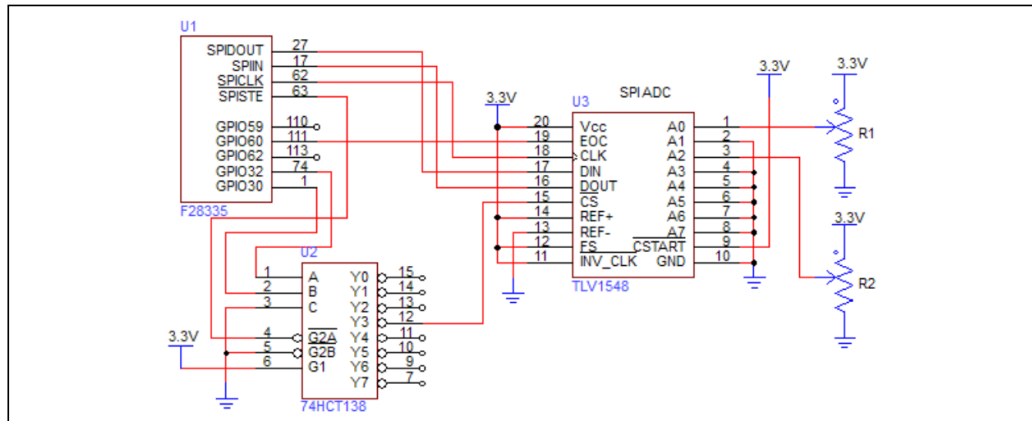 U1
SPIDOUT 27
SPIIN 17
SPICLK 62
SPISTE 63
GPIO59 110
GPIO60 111
GPIO62 113
GPIO32 74
GPIO30 1
F28335
U2
1 A Y0 15
2 B Y1 14
3 C Y2 13
Y3 12
4 G2A Y4 11
5 G2B Y5 10
6 G1 Y6 9
Y7 7
74HCT138
3.3V
3.3V
U3
SPIADC
20 Vcc A0 1
19 EOC A1 2
18 CLK A2 3
17 DIN A3 4
16 DOUT A4 5
15 CS A5 6
14 REF+ A6 7
13 REF- A7 8
12 FS CSTART 9
11 INV_CLK GND 10
TLV1548
3.3V
3.3V
R1
3.3V
R2